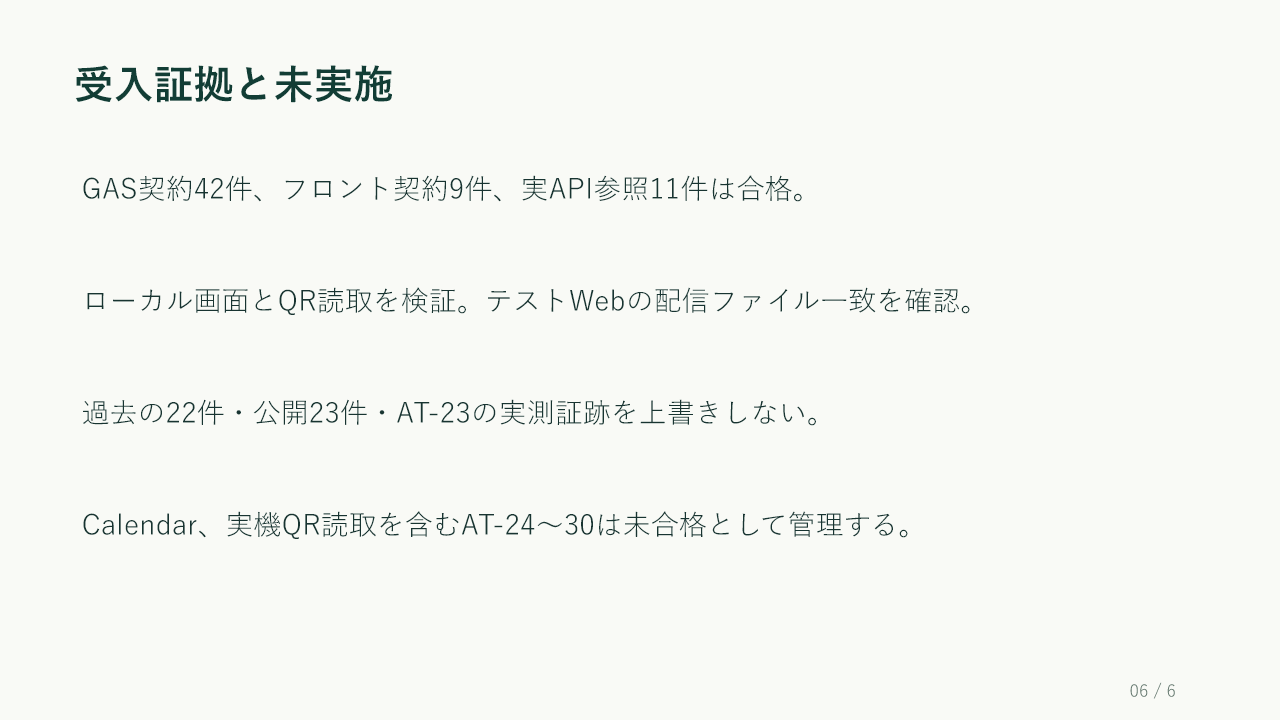 受入証拠と未実施
GAS契約42件、フロント契約9件、実API参照11件は合格。
ローカル画面とQR読取を検証。テストWebの配信ファイル一致を確認。
過去の22件・公開23件・AT-23の実測証跡を上書きしない。
Calendar、実機QR読取を含むAT-24〜30は未合格として管理する。
06 / 6